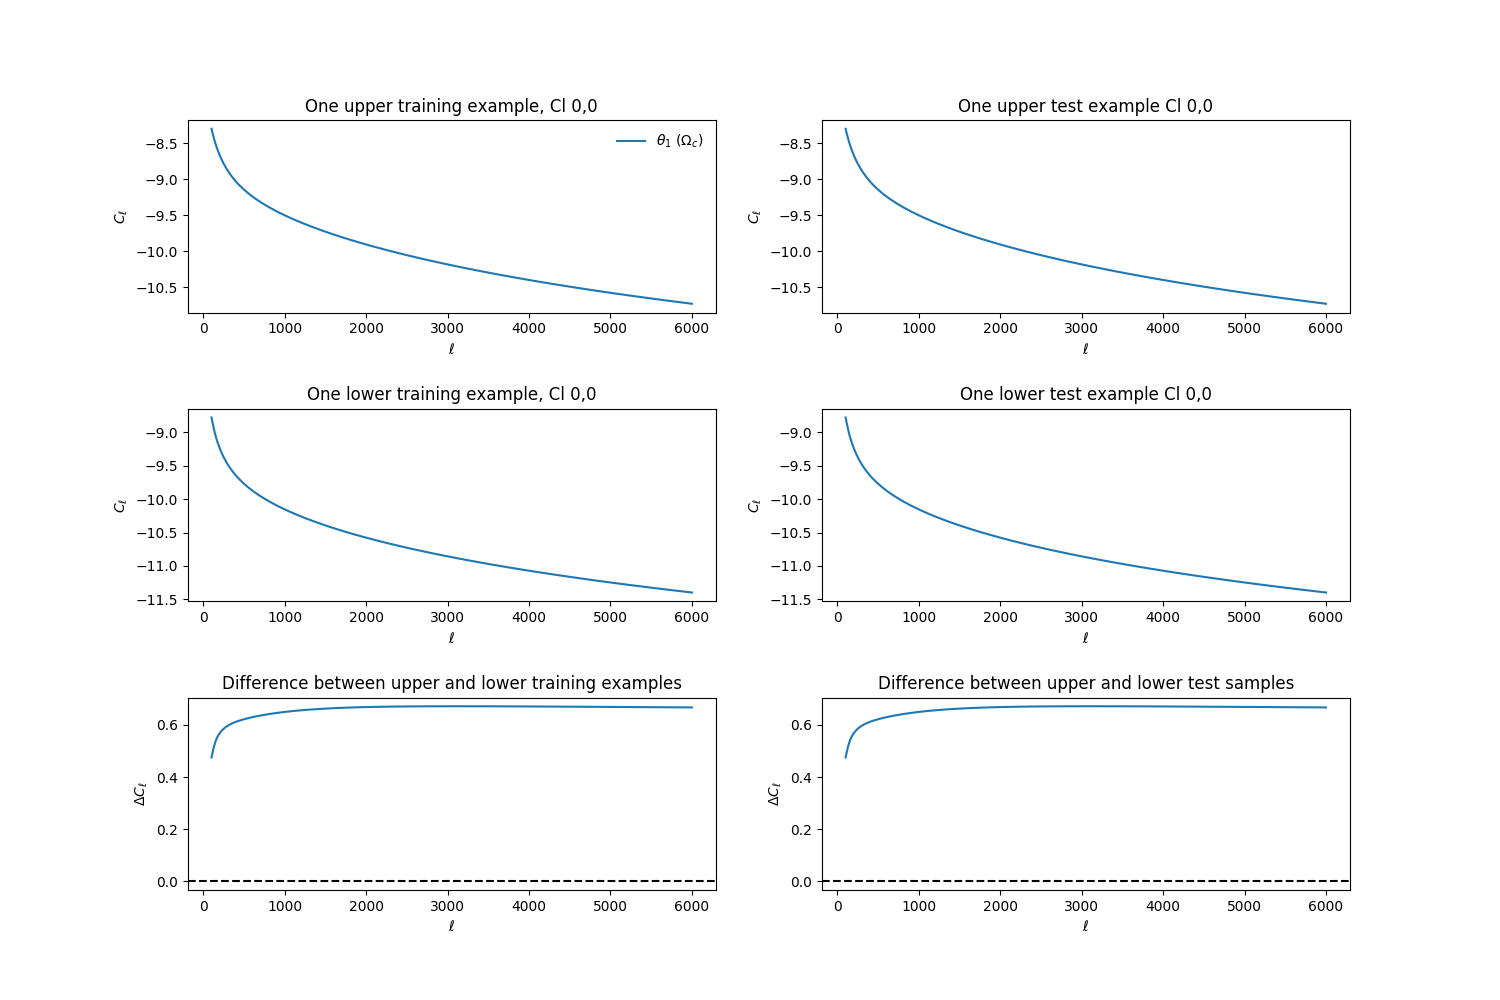 One upper training example, Cl 0,0
θ₁ (Ω_c)
C_ℓ
−8.5
−9.0
−9.5
−10.0
−10.5
0 1000 2000 3000 4000 5000 6000
ℓ
One upper test example Cl 0,0
C_ℓ
−8.5
−9.0
−9.5
−10.0
−10.5
0 1000 2000 3000 4000 5000 6000
ℓ
One lower training example, Cl 0,0
C_ℓ
−9.0
−9.5
−10.0
−10.5
−11.0
−11.5
0 1000 2000 3000 4000 5000 6000
ℓ
One lower test example Cl 0,0
C_ℓ
−9.0
−9.5
−10.0
−10.5
−11.0
−11.5
0 1000 2000 3000 4000 5000 6000
ℓ
Difference between upper and lower training examples
ΔC_ℓ
0.6
0.4
0.2
0.0
0 1000 2000 3000 4000 5000 6000
ℓ
Difference between upper and lower test samples
ΔC_ℓ
0.6
0.4
0.2
0.0
0 1000 2000 3000 4000 5000 6000
ℓ